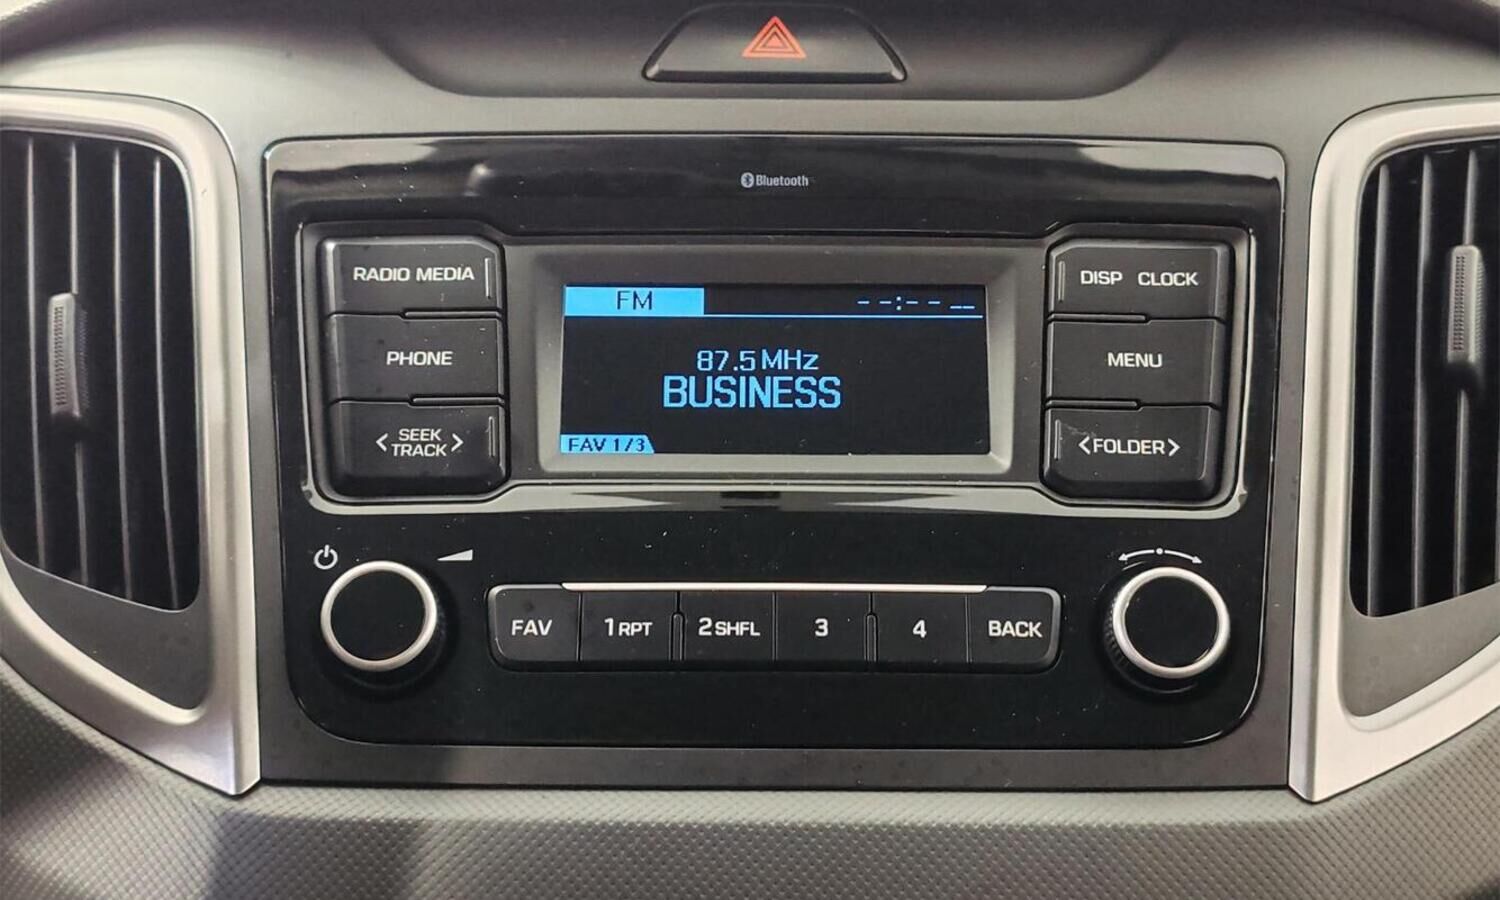 Bluetooth
RADIO MEDIA
PHONE
< SEEK TRACK >
FM --:-- --
87.5 MHz
BUSINESS
FAV 1/3
DISP CLOCK
MENU
<FOLDER>
FAV 1 RPT 2 SHFL 3 4 BACK